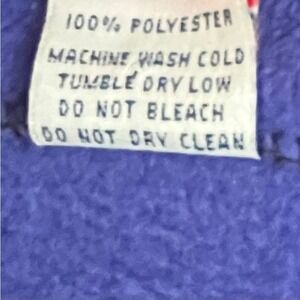 100% POLYESTER
MACHINE WASH COLD
TUMBLE DRY LOW
DO NOT BLEACH
DO NOT DRY CLEAN